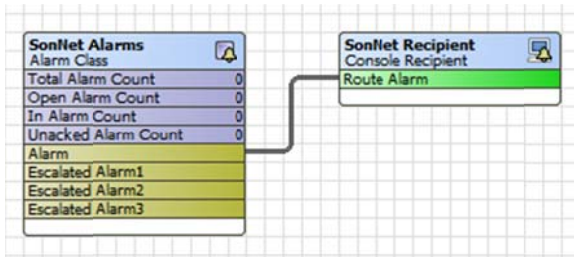 SonNet Alarms
Alarm Class
Total Alarm Count 0
Open Alarm Count 0
In Alarm Count 0
Unacked Alarm Count 0
Alarm
Escalated Alarm1
Escalated Alarm2
Escalated Alarm3
SonNet Recipient
Console Recipient
Route Alarm